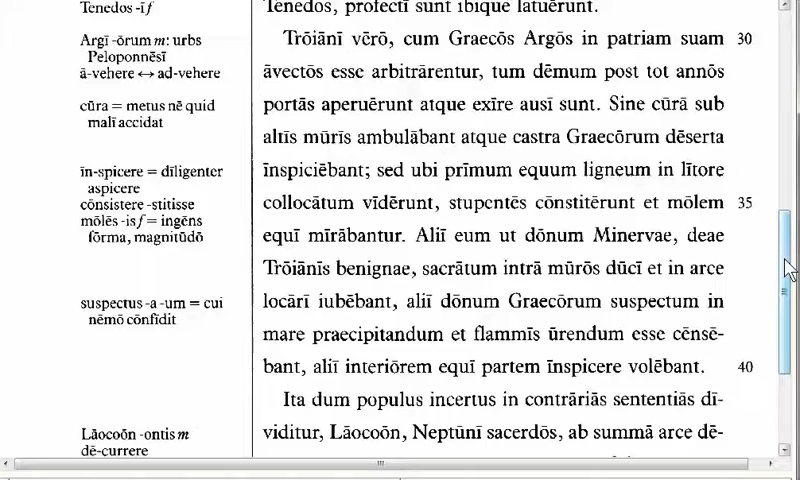 Tenedos -ī f
Tenedos, profectī sunt ibique latuērunt.
Argī -ōrum m: urbs
Peloponnēsī
ā-vehere ↔ ad-vehere
cūra = metus nē quid
malī accidat
īn-spicere = dīligenter
aspicere
cōnsistere -stitisse
mōlēs -is f = ingēns
fōrma, magnitūdō
suspectus -a -um = cui
nēmō cōnfīdit
Lāocoōn -ontis m
dē-currere
Trōiānī vērō, cum Graecōs Argōs in patriam suam 30
āvectōs esse arbitrārentur, tum dēmum post tot annōs
portās aperuērunt atque exīre ausī sunt. Sine cūrā sub
altīs mūrīs ambulābant atque castra Graecōrum dēserta
īnspiciēbant; sed ubi prīmum equum ligneum in lītore
collocātum vīdērunt, stupentēs cōnstitērunt et mōlem 35
equī mīrābantur. Aliī eum ut dōnum Minervae, deae
Trōiānīs benignae, sacrātum intrā mūrōs dūcī et in arce
locārī iubēbant, aliī dōnum Graecōrum suspectum in
mare praecipitandum et flammīs ūrendum esse cēnsē-
bant, aliī interiōrem equī partem īnspicere volēbant. 40
Ita dum populus incertus in contrāriās sententiās dī-
viditur, Lāocoōn, Neptūnī sacerdōs, ab summā arce dē-